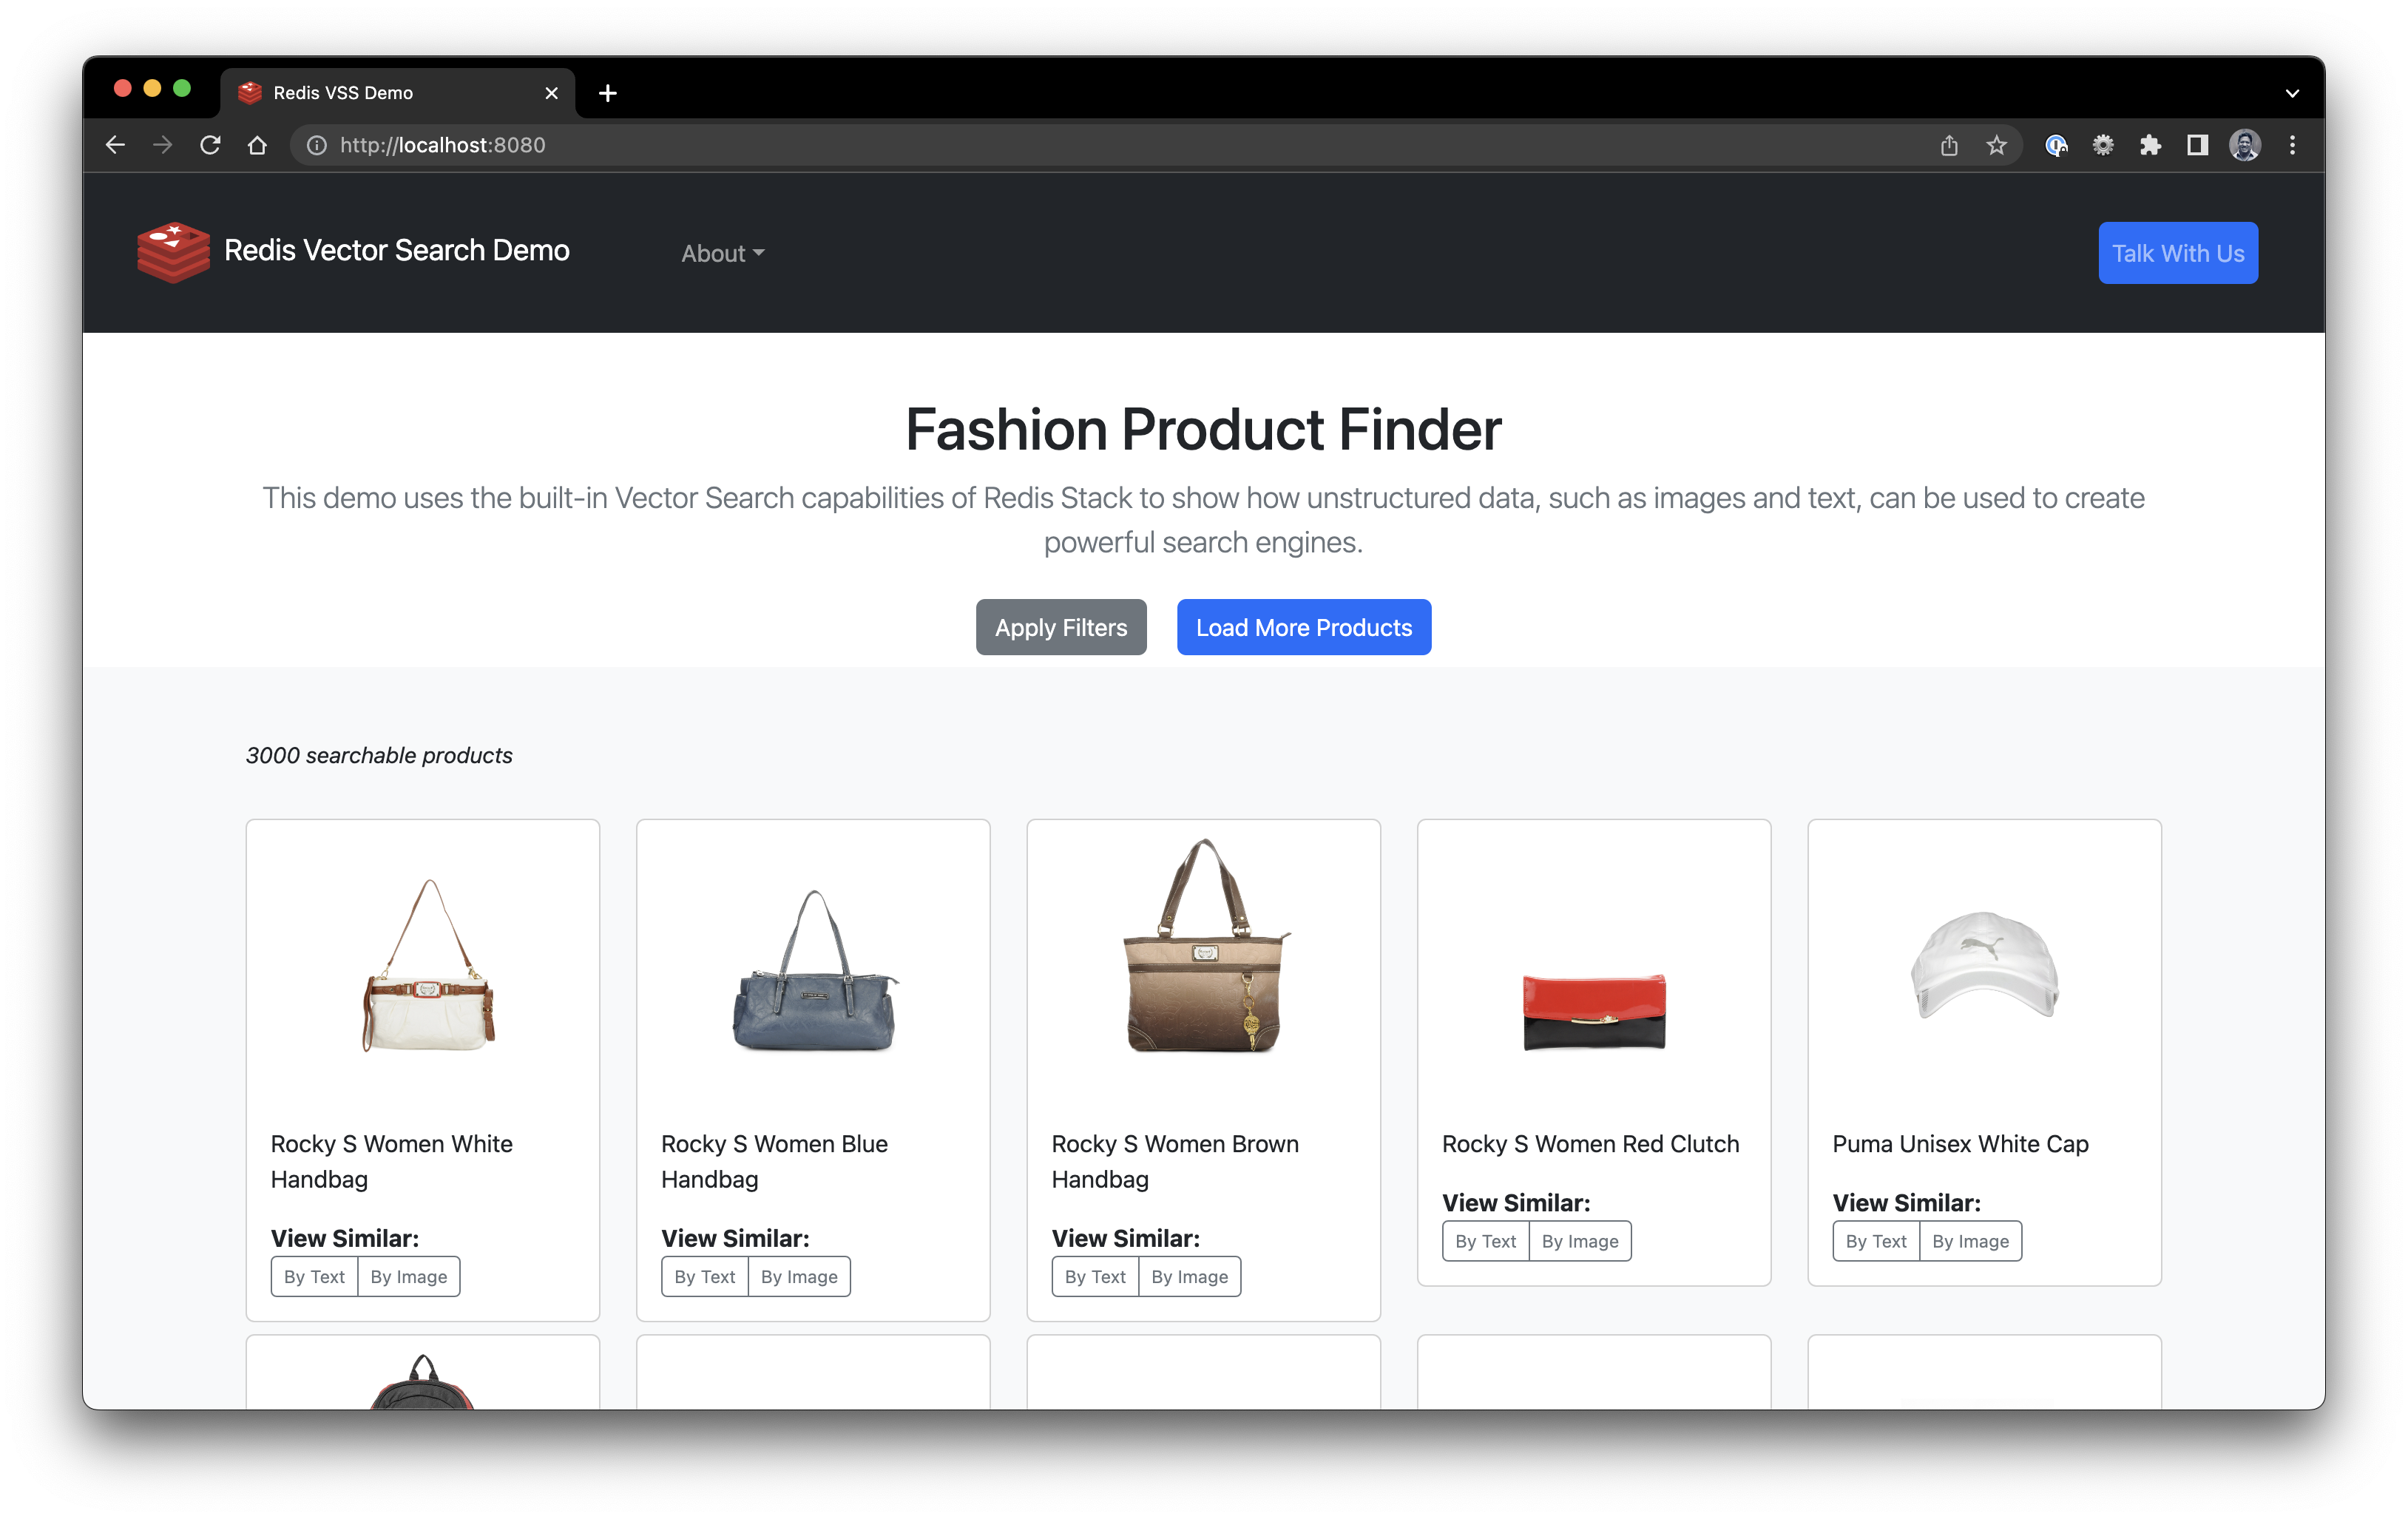 Redis VSS Demo
http://localhost:8080
Redis Vector Search Demo
About
Talk With Us
Fashion Product Finder
This demo uses the built-in Vector Search capabilities of Redis Stack to show how unstructured data, such as images and text, can be used to create
powerful search engines.
Apply Filters
Load More Products
3000 searchable products
Rocky S Women White
Handbag
View Similar:
By Text By Image
Rocky S Women Blue
Handbag
View Similar:
By Text By Image
Rocky S Women Brown
Handbag
View Similar:
By Text By Image
Rocky S Women Red Clutch
View Similar:
By Text By Image
Puma Unisex White Cap
View Similar:
By Text By Image